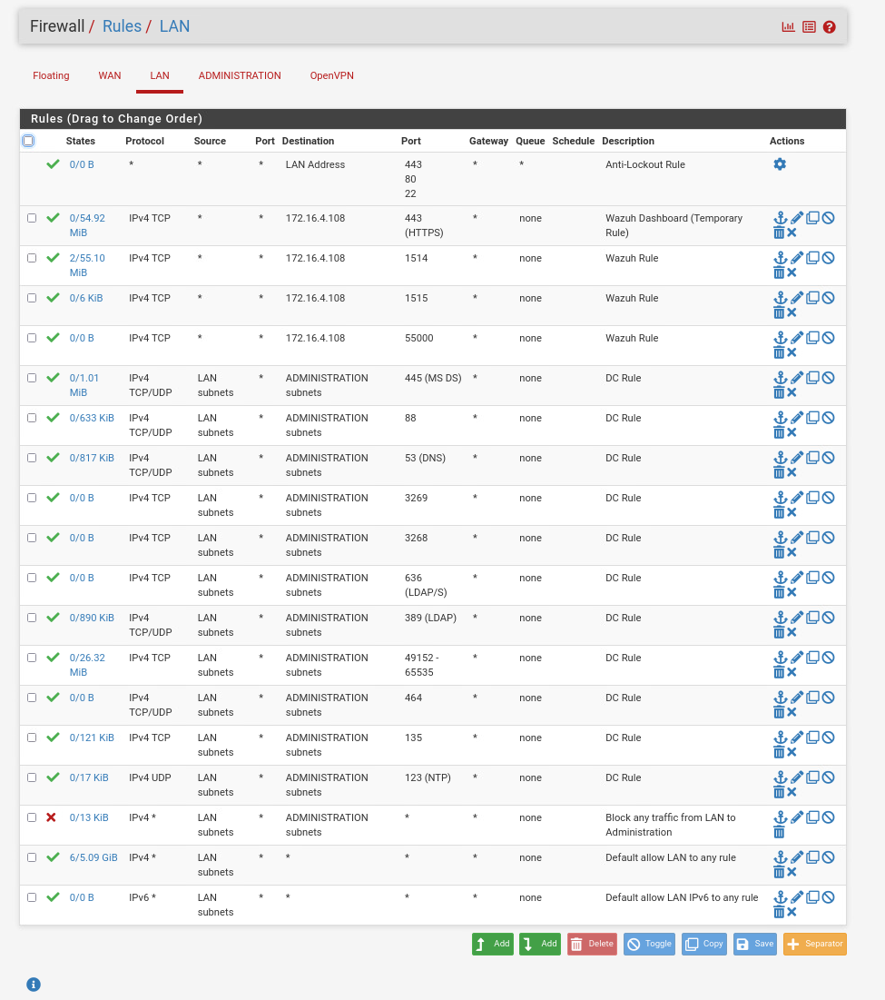 Firewall / Rules / LAN
Floating WAN LAN ADMINISTRATION OpenVPN
Rules (Drag to Change Order)
States Protocol Source Port Destination Port Gateway Queue Schedule Description Actions
0/0 B * * * LAN Address 443 * * Anti-Lockout Rule
80
22
0/54.92 IPv4 TCP * * 172.16.4.108 443 * none Wazuh Dashboard (Temporary
MiB (HTTPS) Rule)
2/55.10 IPv4 TCP * * 172.16.4.108 1514 * none Wazuh Rule
MiB
0/6 KiB IPv4 TCP * * 172.16.4.108 1515 * none Wazuh Rule
0/0 B IPv4 TCP * * 172.16.4.108 55000 * none Wazuh Rule
0/1.01 IPv4 LAN * ADMINISTRATION 445 (MS DS) * none DC Rule
MiB TCP/UDP subnets subnets
0/633 KiB IPv4 LAN * ADMINISTRATION 88 * none DC Rule
TCP/UDP subnets subnets
0/817 KiB IPv4 LAN * ADMINISTRATION 53 (DNS) * none DC Rule
TCP/UDP subnets subnets
0/0 B IPv4 TCP LAN * ADMINISTRATION 3269 * none DC Rule
subnets subnets
0/0 B IPv4 TCP LAN * ADMINISTRATION 3268 * none DC Rule
subnets subnets
0/0 B IPv4 TCP LAN * ADMINISTRATION 636 * none DC Rule
subnets subnets (LDAP/S)
0/890 KiB IPv4 LAN * ADMINISTRATION 389 (LDAP) * none DC Rule
TCP/UDP subnets subnets
0/26.32 IPv4 TCP LAN * ADMINISTRATION 49152 - * none DC Rule
MiB subnets subnets 65535
0/0 B IPv4 LAN * ADMINISTRATION 464 * none DC Rule
TCP/UDP subnets subnets
0/121 KiB IPv4 TCP LAN * ADMINISTRATION 135 * none DC Rule
subnets subnets
0/17 KiB IPv4 UDP LAN * ADMINISTRATION 123 (NTP) * none DC Rule
subnets subnets
0/13 KiB IPv4 * LAN * ADMINISTRATION * * none Block any traffic from LAN to
subnets subnets Administration
6/5.09 GiB IPv4 * LAN * * * * none Default allow LAN to any rule
subnets
0/0 B IPv6 * LAN * * * * none Default allow LAN IPv6 to any rule
subnets
Add Add Delete Toggle Copy Save Separator